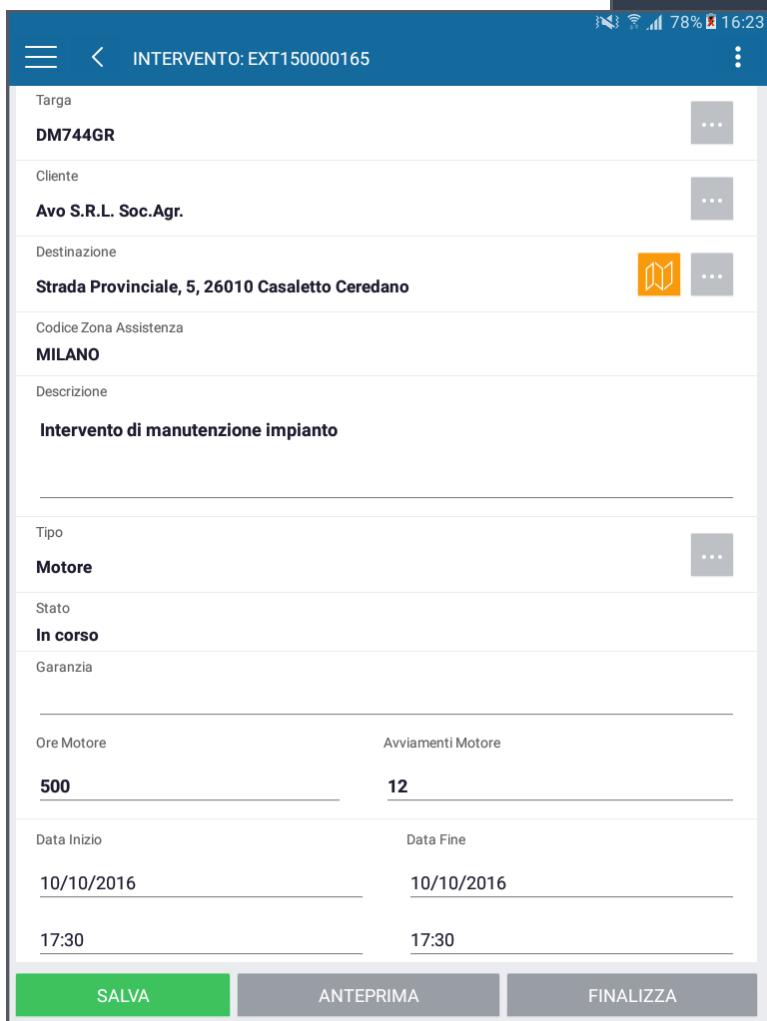 78% 16:23
INTERVENTO: EXT150000165
Targa
DM744GR
Cliente
Avo S.R.L. Soc.Agr.
Destinazione
Strada Provinciale, 5, 26010 Casaletto Ceredano
Codice Zona Assistenza
MILANO
Descrizione
Intervento di manutenzione impianto
Tipo
Motore
Stato
In corso
Garanzia
Ore Motore Avviamenti Motore
500 12
Data Inizio Data Fine
10/10/2016 10/10/2016
17:30 17:30
SALVA ANTEPRIMA FINALIZZA